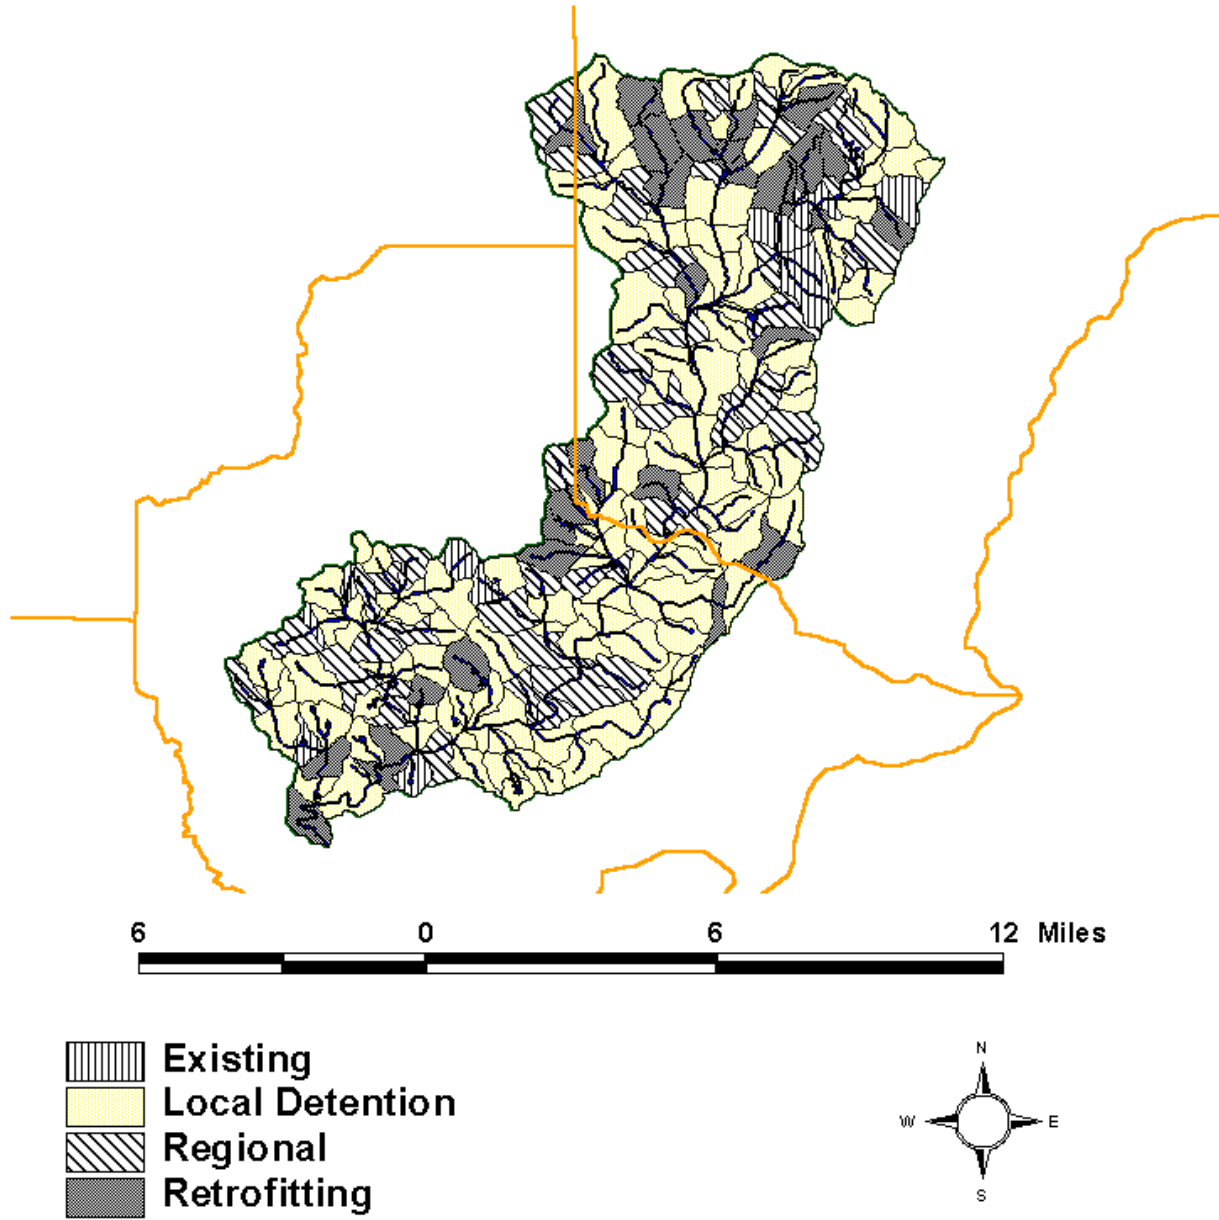 6 0 6 12 Miles
Existing
Local Detention
Regional
Retrofitting
N
W E
S